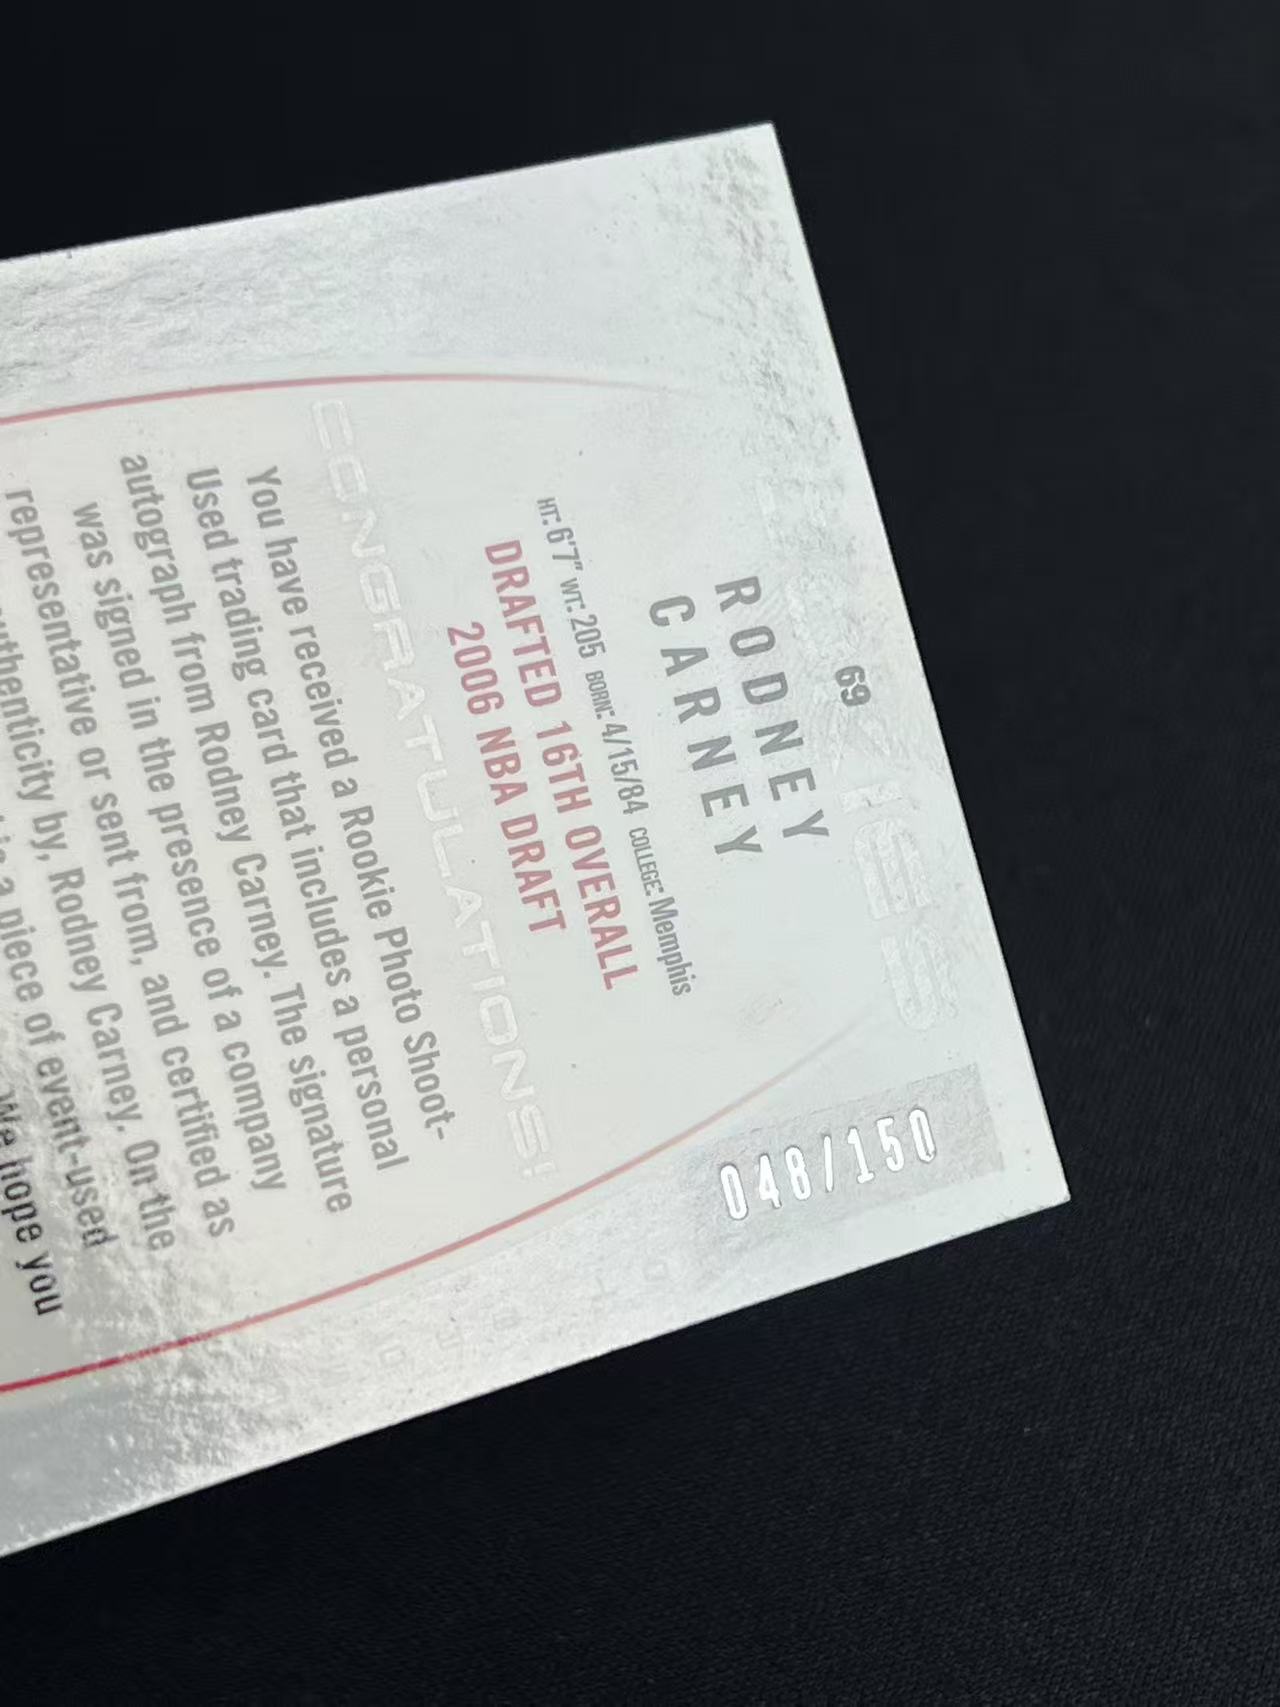 ROOKIES
69
RODNEY
CARNEY
HT: 6'7" WT: 205 BORN: 4/15/84 COLLEGE: Memphis
DRAFTED 16TH OVERALL
2006 NBA DRAFT
048/150
CONGRATULATIONS!
You have received a Rookie Photo Shoot-
Used trading card that includes a personal
autograph from Rodney Carney. The signature
was signed in the presence of a company
representative or sent from, and certified as
authenticity by, Rodney Carney. On the
is a piece of event-used
We hope you